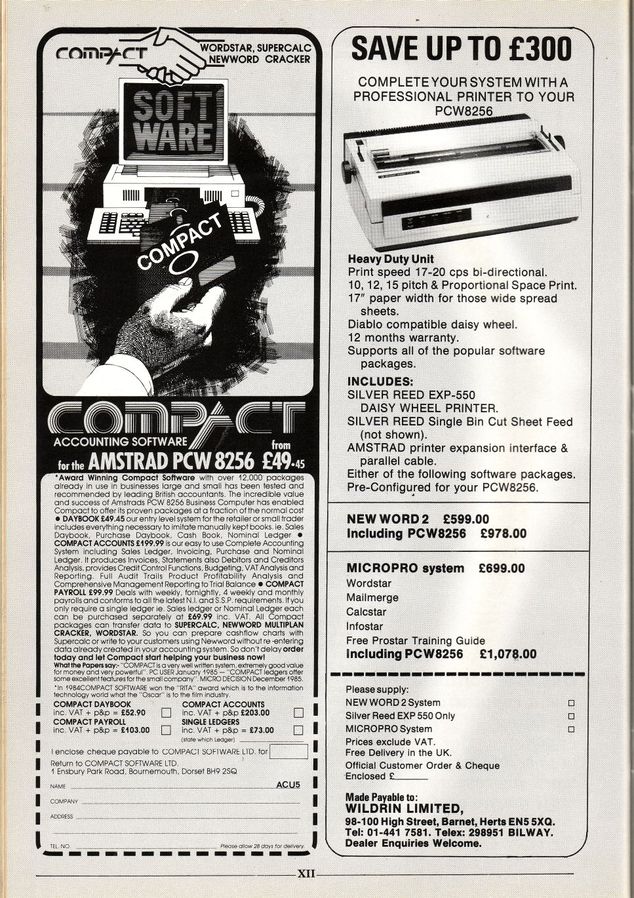 COMPACT
WORDSTAR, SUPERCALC
NEWWORD CRACKER
SOFT
WARE
COMPACT
COMPACT
ACCOUNTING SOFTWARE
from
for the AMSTRAD PCW 8256 £49.45
"Award Winning Compact Software with over 12,000 packages
already in use in businesses large and small has been tested and
recommended by leading British accountants. The incredible value
and success of Amstrads PCW 8256 Business Computer has enabled
Compact to offer its proven packages at a fraction of the normal cost
● DAYBOOK £49.45 our entry level system for the retailer or small trader
includes everything necessary to imitate manually kept books. ie. Sales
Daybook, Purchase Daybook, Cash Book, Nominal Ledger ●
COMPACT ACCOUNTS £199.99 is our easy to use Complete Accounting
System including Sales Ledger, Invoicing, Purchase and Nominal
Ledger. It produces Invoices, Statements also Debitors and Creditors
Analysis, provides Credit Control Functions, Budgeting, VAT Analysis and
Reporting. Full Audit Trails Product Profitability Analysis and
Comprehensive Management Reporting to Trial Balance ● COMPACT
PAYROLL £99.99 Deals with weekly, fornightly, 4 weekly and monthly
payrolls and conforms to all the latest N.I. and S.S.P. requirements. If you
only require a single ledger ie. Sales ledger or Nominal Ledger each
can be purchased separately at £69.99 inc. VAT. All Compact
packages can transfer data to SUPERCALC, NEWWORD MULTIPLAN
CRACKER, WORDSTAR. So you can prepare cashflow charts with
Supercalc or write to your customers using Newword without re-entering
data already created in your accounting system. So don't delay order
today and let Compact start helping your business now!
What the Papers say:- "COMPACT is a very well written system, extremely good value
for money and very powerful". PC USER January 1985 — "COMPACT ledgers offer
some excellent features for the small company". MICRO DECISION December 1985.
"In 1984 COMPACT SOFTWARE won the "RITA" award which is to the information
technology world what the "Oscar" is to the film industry.
COMPACT DAYBOOK
inc. VAT + p&p = £52.90
COMPACT ACCOUNTS
inc. VAT + p&p £203.00
COMPACT PAYROLL
inc. VAT + p&p = £103.00
SINGLE LEDGERS
inc. VAT + p&p = £73.00
(state which Ledger)
I enclose cheque payable to COMPACT SOFTWARE LTD. for
Return to COMPACT SOFTWARE LTD.
1 Ensbury Park Road, Bournemouth, Dorset BH9 2SQ
NAME ACU5
COMPANY
ADDRESS
TEL. NO. Please allow 28 days for delivery.
SAVE UP TO £300
COMPLETE YOUR SYSTEM WITH A
PROFESSIONAL PRINTER TO YOUR
PCW8256
Heavy Duty Unit
Print speed 17-20 cps bi-directional.
10, 12, 15 pitch & Proportional Space Print.
17" paper width for those wide spread
sheets.
Diablo compatible daisy wheel.
12 months warranty.
Supports all of the popular software
packages.
INCLUDES:
SILVER REED EXP-550
DAISY WHEEL PRINTER.
SILVER REED Single Bin Cut Sheet Feed
(not shown).
AMSTRAD printer expansion interface &
parallel cable.
Either of the following software packages.
Pre-Configured for your PCW8256.
NEW WORD 2 £599.00
Including PCW8256 £978.00
MICROPRO system £699.00
Wordstar
Mailmerge
Calcstar
Infostar
Free Prostar Training Guide
Including PCW8256 £1,078.00
Please supply:
NEW WORD 2 System
Silver Reed EXP 550 Only
MICROPRO System
Prices exclude VAT.
Free Delivery in the UK.
Official Customer Order & Cheque
Enclosed £
Made Payable to:
WILDRIN LIMITED,
98-100 High Street, Barnet, Herts EN5 5XQ.
Tel: 01-441 7581. Telex: 298951 BILWAY.
Dealer Enquiries Welcome.
XII